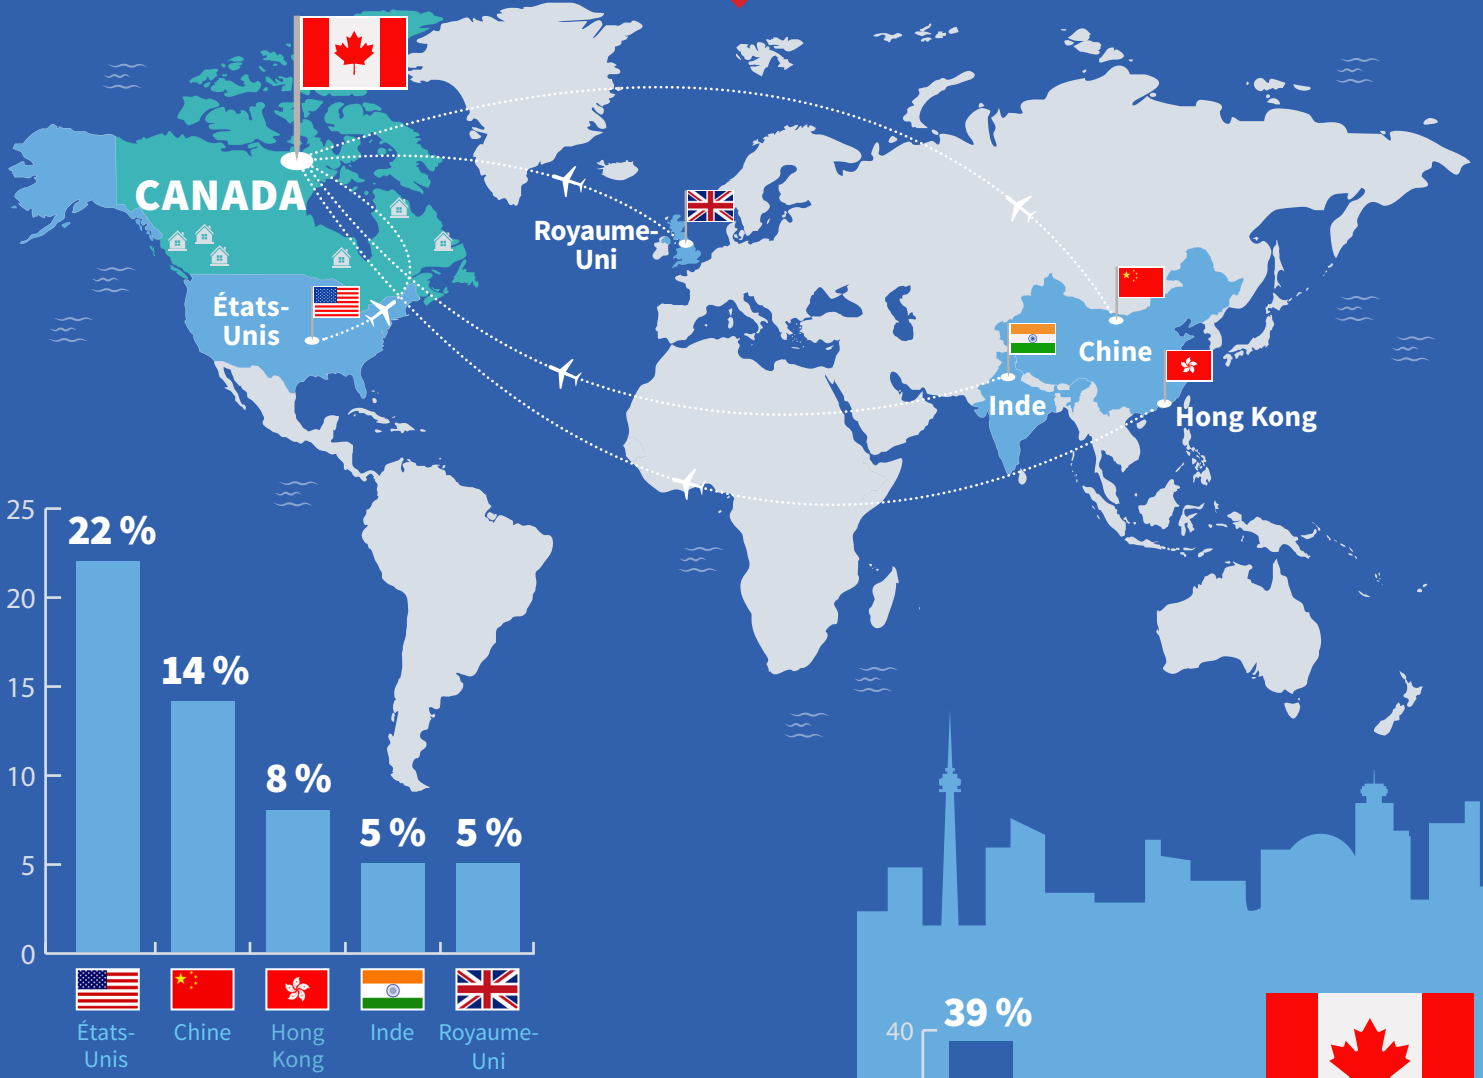 CANADA
Royaume-
Uni
États-
Unis
Chine
Inde
Hong Kong
25
20
15
10
5
0
22 %
14 %
8 %
5 %
5 %
États-
Unis
Chine
Hong
Kong
Inde
Royaume-
Uni
40
39 %